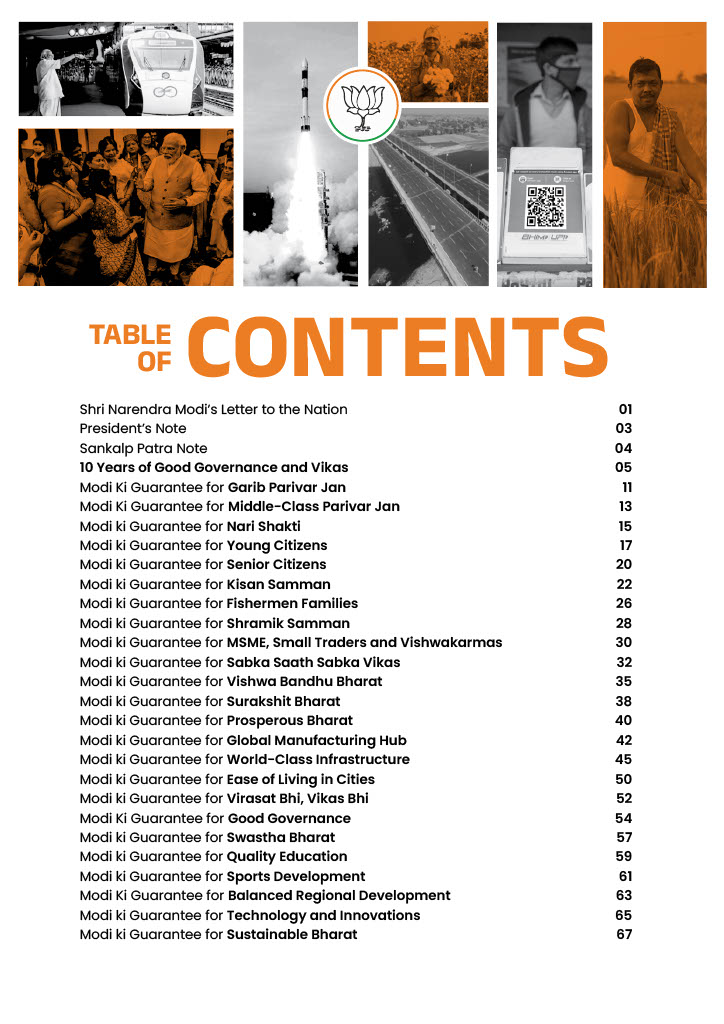 BHIM UPI
TABLE
OF
CONTENTS
Shri Narendra Modi's Letter to the Nation 01
President's Note 03
Sankalp Patra Note 04
10 Years of Good Governance and Vikas 05
Modi Ki Guarantee for Garib Parivar Jan 11
Modi Ki Guarantee for Middle-Class Parivar Jan 13
Modi ki Guarantee for Nari Shakti 15
Modi ki Guarantee for Young Citizens 17
Modi ki Guarantee for Senior Citizens 20
Modi ki Guarantee for Kisan Samman 22
Modi ki Guarantee for Fishermen Families 26
Modi ki Guarantee for Shramik Samman 28
Modi ki Guarantee for MSME, Small Traders and Vishwakarmas 30
Modi ki Guarantee for Sabka Saath Sabka Vikas 32
Modi ki Guarantee for Vishwa Bandhu Bharat 35
Modi ki Guarantee for Surakshit Bharat 38
Modi ki Guarantee for Prosperous Bharat 40
Modi ki Guarantee for Global Manufacturing Hub 42
Modi ki Guarantee for World-Class Infrastructure 45
Modi ki Guarantee for Ease of Living in Cities 50
Modi ki Guarantee for Virasat Bhi, Vikas Bhi 52
Modi Ki Guarantee for Good Governance 54
Modi ki Guarantee for Swastha Bharat 57
Modi ki Guarantee for Quality Education 59
Modi ki Guarantee for Sports Development 61
Modi Ki Guarantee for Balanced Regional Development 63
Modi ki Guarantee for Technology and Innovations 65
Modi ki Guarantee for Sustainable Bharat 67